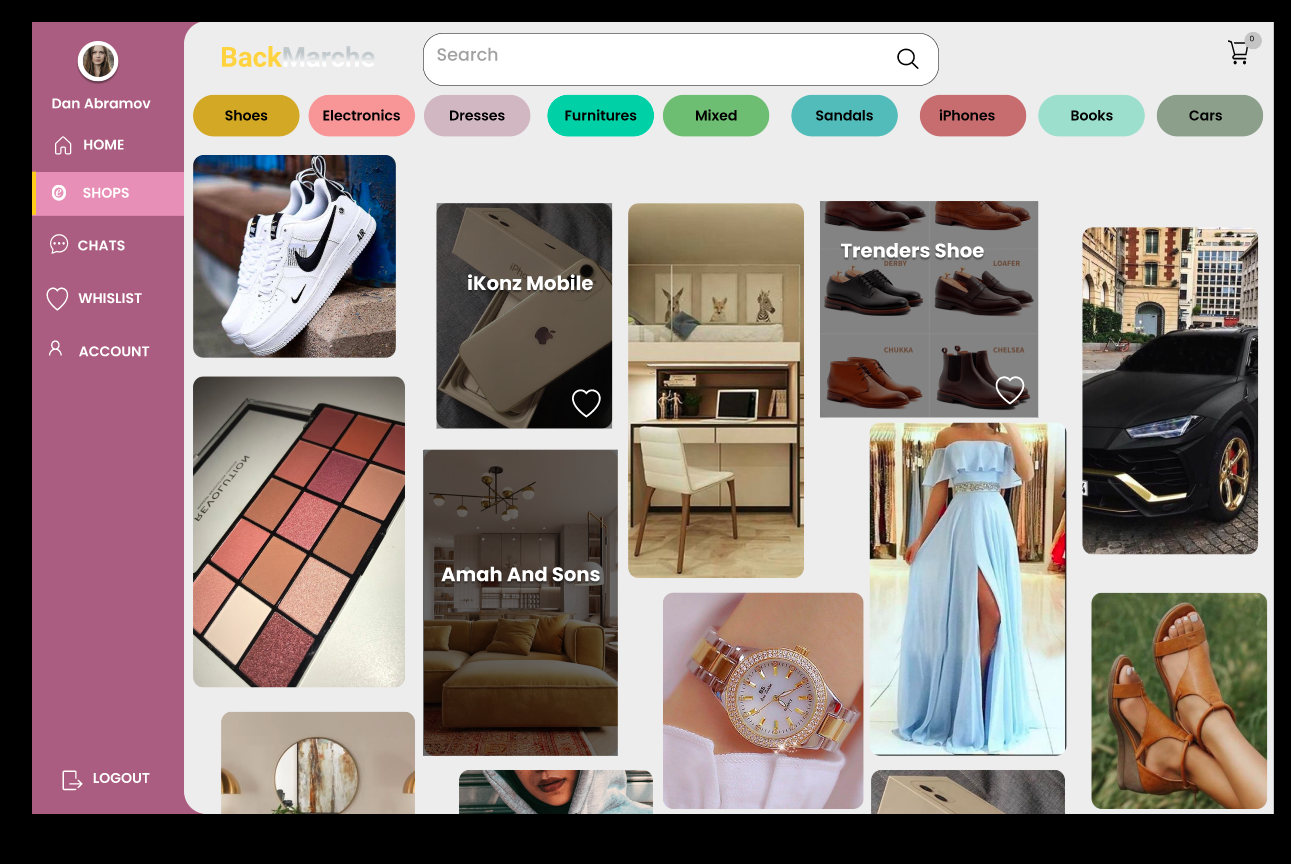 Dan Abramov
HOME
SHOPS
CHATS
WHISLIST
ACCOUNT
LOGOUT
BackMarche
Search
0
Shoes
Electronics
Dresses
Furnitures
Mixed
Sandals
iPhones
Books
Cars
AIR
iKonz Mobile
Trenders Shoe
DERBY
LOAFER
CHUKKA
CHELSEA
REVOLUTION
Amah And Sons